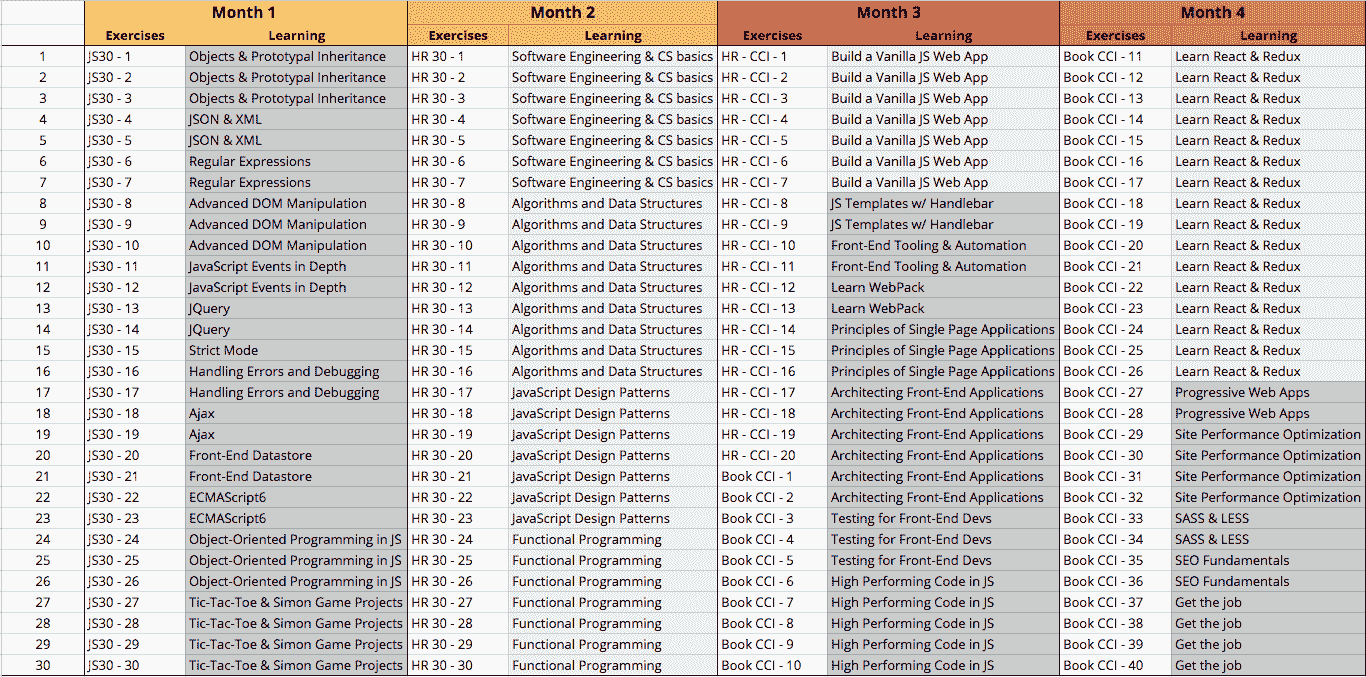 Month 1 Month 2 Month 3 Month 4
Exercises Learning Exercises Learning Exercises Learning Exercises Learning
1 JS30 - 1 Objects & Prototypal Inheritance HR 30 - 1 Software Engineering & CS basics HR - CCI - 1 Build a Vanilla JS Web App Book CCI - 11 Learn React & Redux
2 JS30 - 2 Objects & Prototypal Inheritance HR 30 - 2 Software Engineering & CS basics HR - CCI - 2 Build a Vanilla JS Web App Book CCI - 12 Learn React & Redux
3 JS30 - 3 Objects & Prototypal Inheritance HR 30 - 3 Software Engineering & CS basics HR - CCI - 3 Build a Vanilla JS Web App Book CCI - 13 Learn React & Redux
4 JS30 - 4 JSON & XML HR 30 - 4 Software Engineering & CS basics HR - CCI - 4 Build a Vanilla JS Web App Book CCI - 14 Learn React & Redux
5 JS30 - 5 JSON & XML HR 30 - 5 Software Engineering & CS basics HR - CCI - 5 Build a Vanilla JS Web App Book CCI - 15 Learn React & Redux
6 JS30 - 6 Regular Expressions HR 30 - 6 Software Engineering & CS basics HR - CCI - 6 Build a Vanilla JS Web App Book CCI - 16 Learn React & Redux
7 JS30 - 7 Regular Expressions HR 30 - 7 Software Engineering & CS basics HR - CCI - 7 Build a Vanilla JS Web App Book CCI - 17 Learn React & Redux
8 JS30 - 8 Advanced DOM Manipulation HR 30 - 8 Algorithms and Data Structures HR - CCI - 8 JS Templates w/ Handlebar Book CCI - 18 Learn React & Redux
9 JS30 - 9 Advanced DOM Manipulation HR 30 - 9 Algorithms and Data Structures HR - CCI - 9 JS Templates w/ Handlebar Book CCI - 19 Learn React & Redux
10 JS30 - 10 Advanced DOM Manipulation HR 30 - 10 Algorithms and Data Structures HR - CCI - 10 Front-End Tooling & Automation Book CCI - 20 Learn React & Redux
11 JS30 - 11 JavaScript Events in Depth HR 30 - 11 Algorithms and Data Structures HR - CCI - 11 Front-End Tooling & Automation Book CCI - 21 Learn React & Redux
12 JS30 - 12 JavaScript Events in Depth HR 30 - 12 Algorithms and Data Structures HR - CCI - 12 Learn WebPack Book CCI - 22 Learn React & Redux
13 JS30 - 13 JQuery HR 30 - 13 Algorithms and Data Structures HR - CCI - 13 Learn WebPack Book CCI - 23 Learn React & Redux
14 JS30 - 14 JQuery HR 30 - 14 Algorithms and Data Structures HR - CCI - 14 Principles of Single Page Applications Book CCI - 24 Learn React & Redux
15 JS30 - 15 Strict Mode HR 30 - 15 Algorithms and Data Structures HR - CCI - 15 Principles of Single Page Applications Book CCI - 25 Learn React & Redux
16 JS30 - 16 Handling Errors and Debugging HR 30 - 16 Algorithms and Data Structures HR - CCI - 16 Principles of Single Page Applications Book CCI - 26 Learn React & Redux
17 JS30 - 17 Handling Errors and Debugging HR 30 - 17 JavaScript Design Patterns HR - CCI - 17 Architecting Front-End Applications Book CCI - 27 Progressive Web Apps
18 JS30 - 18 Ajax HR 30 - 18 JavaScript Design Patterns HR - CCI - 18 Architecting Front-End Applications Book CCI - 28 Progressive Web Apps
19 JS30 - 19 Ajax HR 30 - 19 JavaScript Design Patterns HR - CCI - 19 Architecting Front-End Applications Book CCI - 29 Site Performance Optimization
20 JS30 - 20 Front-End Datastore HR 30 - 20 JavaScript Design Patterns HR - CCI - 20 Architecting Front-End Applications Book CCI - 30 Site Performance Optimization
21 JS30 - 21 Front-End Datastore HR 30 - 21 JavaScript Design Patterns Book CCI - 1 Architecting Front-End Applications Book CCI - 31 Site Performance Optimization
22 JS30 - 22 ECMAScript6 HR 30 - 22 JavaScript Design Patterns Book CCI - 2 Architecting Front-End Applications Book CCI - 32 Site Performance Optimization
23 JS30 - 23 ECMAScript6 HR 30 - 23 JavaScript Design Patterns Book CCI - 3 Testing for Front-End Devs Book CCI - 33 SASS & LESS
24 JS30 - 24 Object-Oriented Programming in JS HR 30 - 24 Functional Programming Book CCI - 4 Testing for Front-End Devs Book CCI - 34 SASS & LESS
25 JS30 - 25 Object-Oriented Programming in JS HR 30 - 25 Functional Programming Book CCI - 5 Testing for Front-End Devs Book CCI - 35 SEO Fundamentals
26 JS30 - 26 Object-Oriented Programming in JS HR 30 - 26 Functional Programming Book CCI - 6 High Performing Code in JS Book CCI - 36 SEO Fundamentals
27 JS30 - 27 Tic-Tac-Toe & Simon Game Projects HR 30 - 27 Functional Programming Book CCI - 7 High Performing Code in JS Book CCI - 37 Get the job
28 JS30 - 28 Tic-Tac-Toe & Simon Game Projects HR 30 - 28 Functional Programming Book CCI - 8 High Performing Code in JS Book CCI - 38 Get the job
29 JS30 - 29 Tic-Tac-Toe & Simon Game Projects HR 30 - 29 Functional Programming Book CCI - 9 High Performing Code in JS Book CCI - 39 Get the job
30 JS30 - 30 Tic-Tac-Toe & Simon Game Projects HR 30 - 30 Functional Programming Book CCI - 10 High Performing Code in JS Book CCI - 40 Get the job